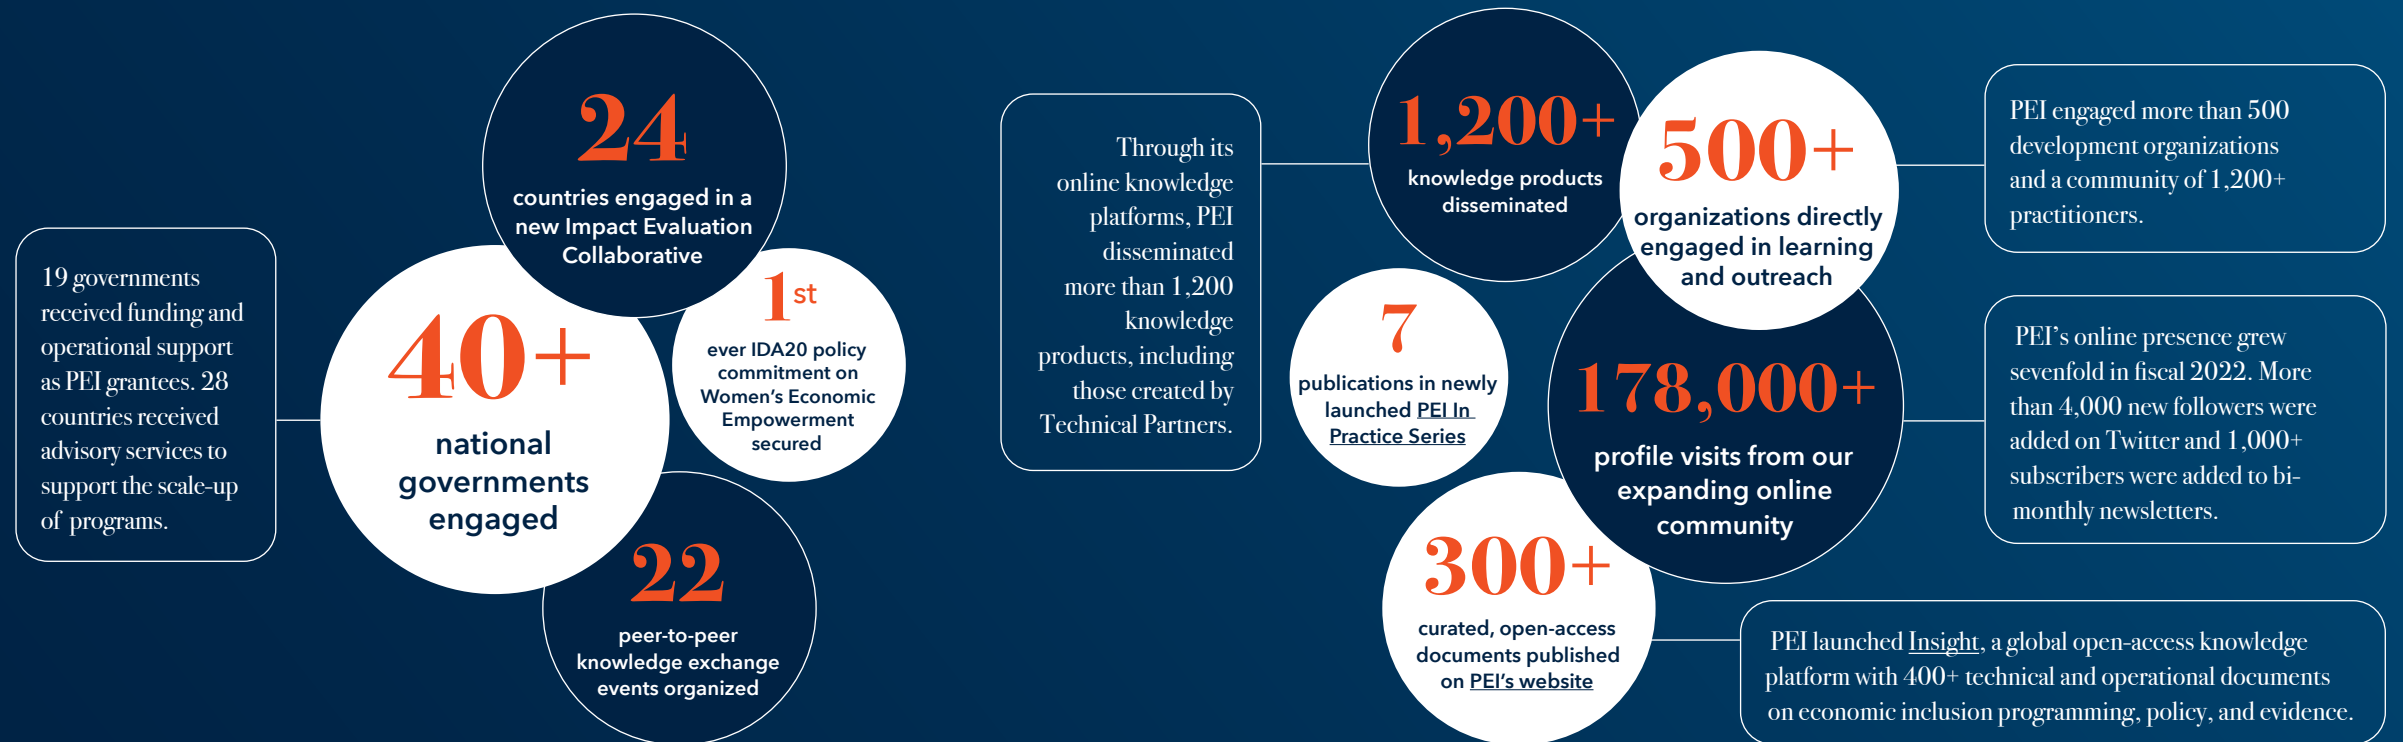 24
countries engaged in a
new Impact Evaluation
Collaborative
19 governments
received funding and
operational support
as PEI grantees. 28
countries received
advisory services to
support the scale-up
of programs.
40+
national
governments
engaged
1st
ever IDA20 policy
commitment on
Women’s Economic
Empowerment
secured
22
peer-to-peer
knowledge exchange
events organized
Through its
online knowledge
platforms, PEI
disseminated
more than 1,200
knowledge
products, including
those created by
Technical Partners.
1,200+
knowledge products
disseminated
500+
organizations directly
engaged in learning
and outreach
PEI engaged more than 500
development organizations
and a community of 1,200+
practitioners.
7
publications in newly
launched PEI In
Practice Series
178,000+
profile visits from our
expanding online
community
PEI’s online presence grew
sevenfold in fiscal 2022. More
than 4,000 new followers were
added on Twitter and 1,000+
subscribers were added to bi-
monthly newsletters.
300+
curated, open-access
documents published
on PEI’s website
PEI launched Insight, a global open-access knowledge
platform with 400+ technical and operational documents
on economic inclusion programming, policy, and evidence.